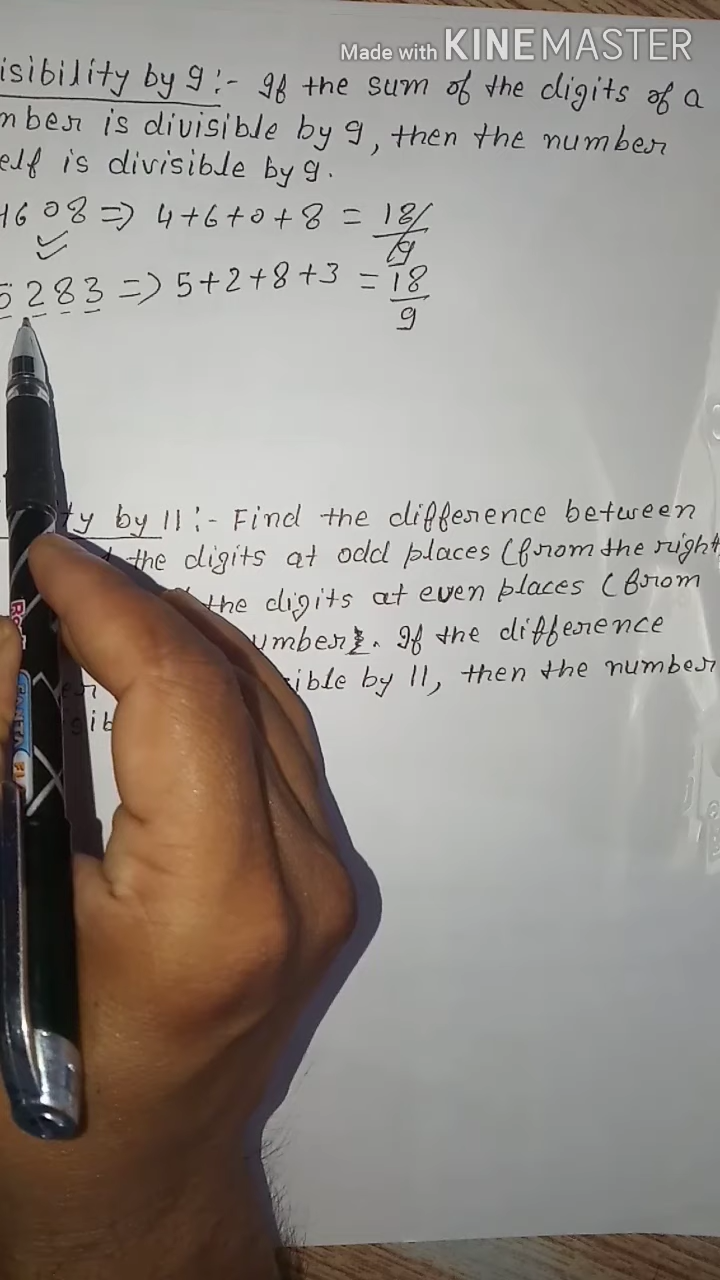 Made with KINEMASTER
isibility by 9 :- If the sum of the digits of a
mber is divisible by 9, then the number
elf is divisible by 9.
4608 => 4+6+0+8 = 18/9
5283 => 5+2+8+3 = 18/9
ty by 11 :- Find the difference between
the digits at odd places (from the right
the digits at even places (from
umber). If the difference
ible by 11, then the number